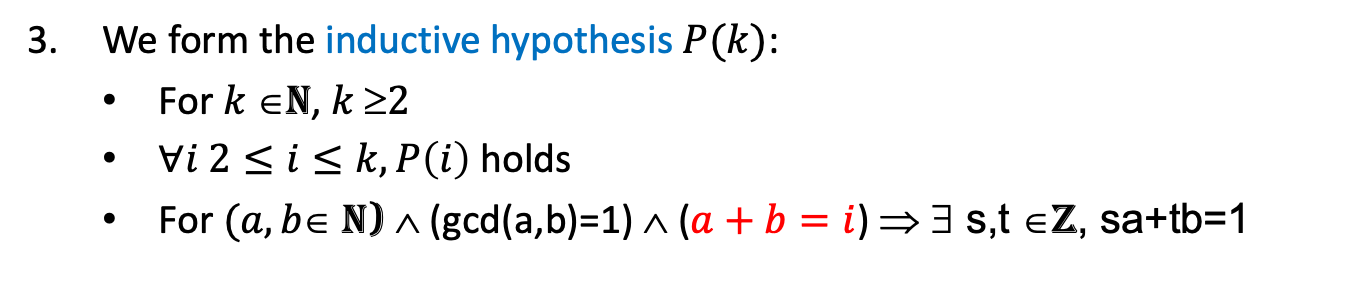 3. We form the inductive hypothesis P(k):
• For k ∈ℕ, k ≥2
• ∀i 2 ≤ i ≤ k, P(i) holds
• For (a, b∈ ℕ) ∧ (gcd(a,b)=1) ∧ (a + b = i) ⇒ ∃ s,t ∈ℤ, sa+tb=1